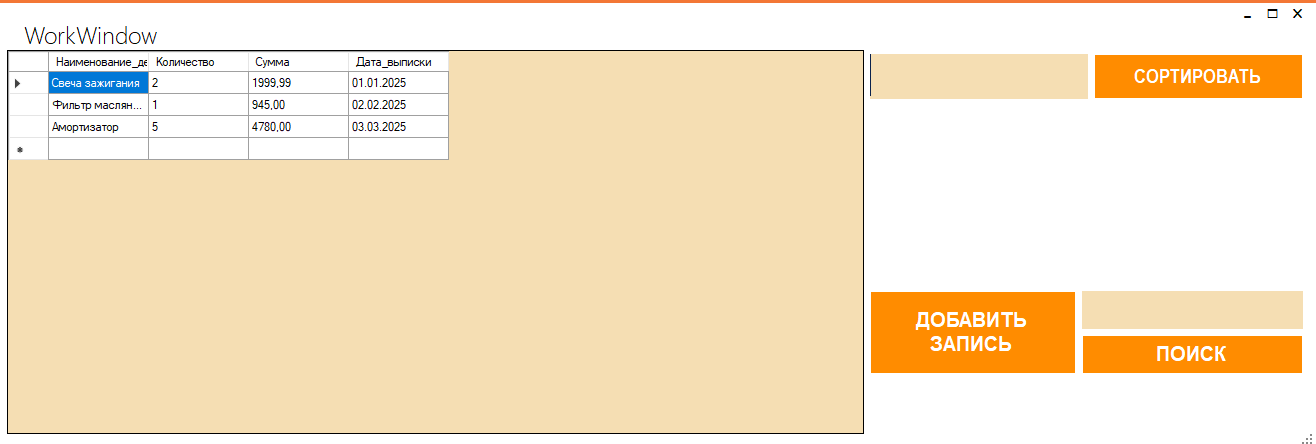 WorkWindow
Наименование_де Количество Сумма Дата_выписки
Свеча зажигания 2 1999,99 01.01.2025
Фильтр маслян... 1 945,00 02.02.2025
Амортизатор 5 4780,00 03.03.2025
СОРТИРОВАТЬ
ДОБАВИТЬ
ЗАПИСЬ
ПОИСК